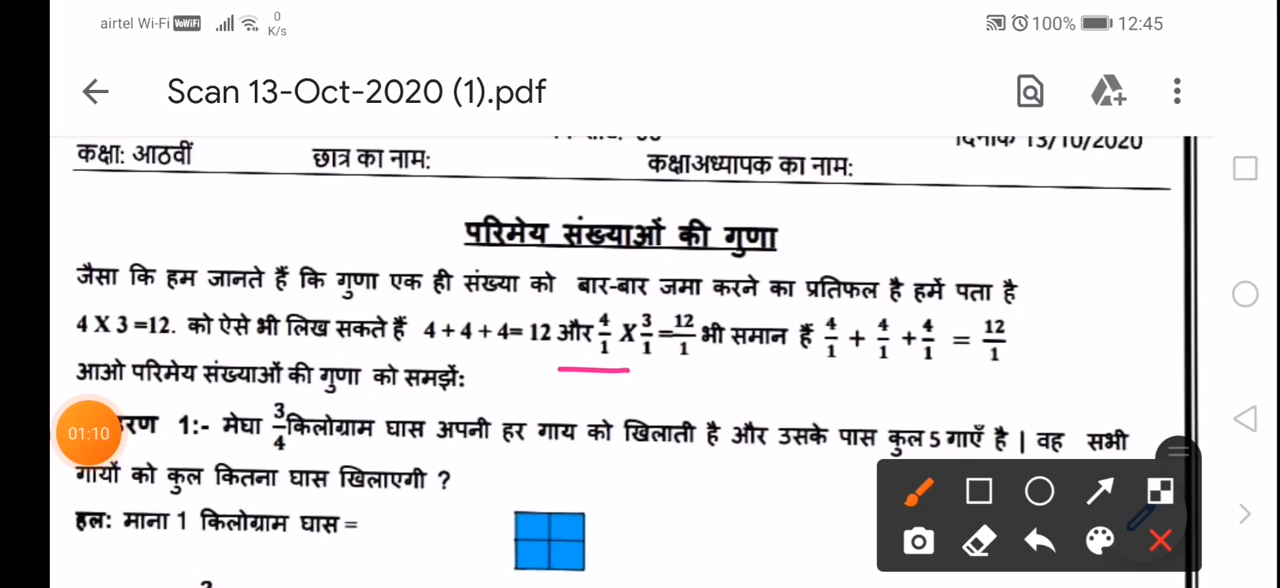 airtel Wi-Fi VoWiFi 0 K/s 100% 12:45
Scan 13-Oct-2020 (1).pdf
दिनांक 13/10/2020
कक्षा: आठवीं छात्र का नाम: कक्षाअध्यापक का नाम:
परिमेय संख्याओं की गुणा
जैसा कि हम जानते हैं कि गुणा एक ही संख्या को बार-बार जमा करने का प्रतिफल है हमें पता है
4 X 3 =12. को ऐसे भी लिख सकते हैं 4 + 4 + 4= 12 और 4/1 X 3/1 = 12/1 भी समान हैं 4/1 + 4/1 + 4/1 = 12/1
आओ परिमेय संख्याओं की गुणा को समझें:
रण 1:- मेघा 3/4 किलोग्राम घास अपनी हर गाय को खिलाती है और उसके पास कुल 5 गाएँ है | वह सभी
01:10
गायों को कुल कितना घास खिलाएगी ?
हल: माना 1 किलोग्राम घास =